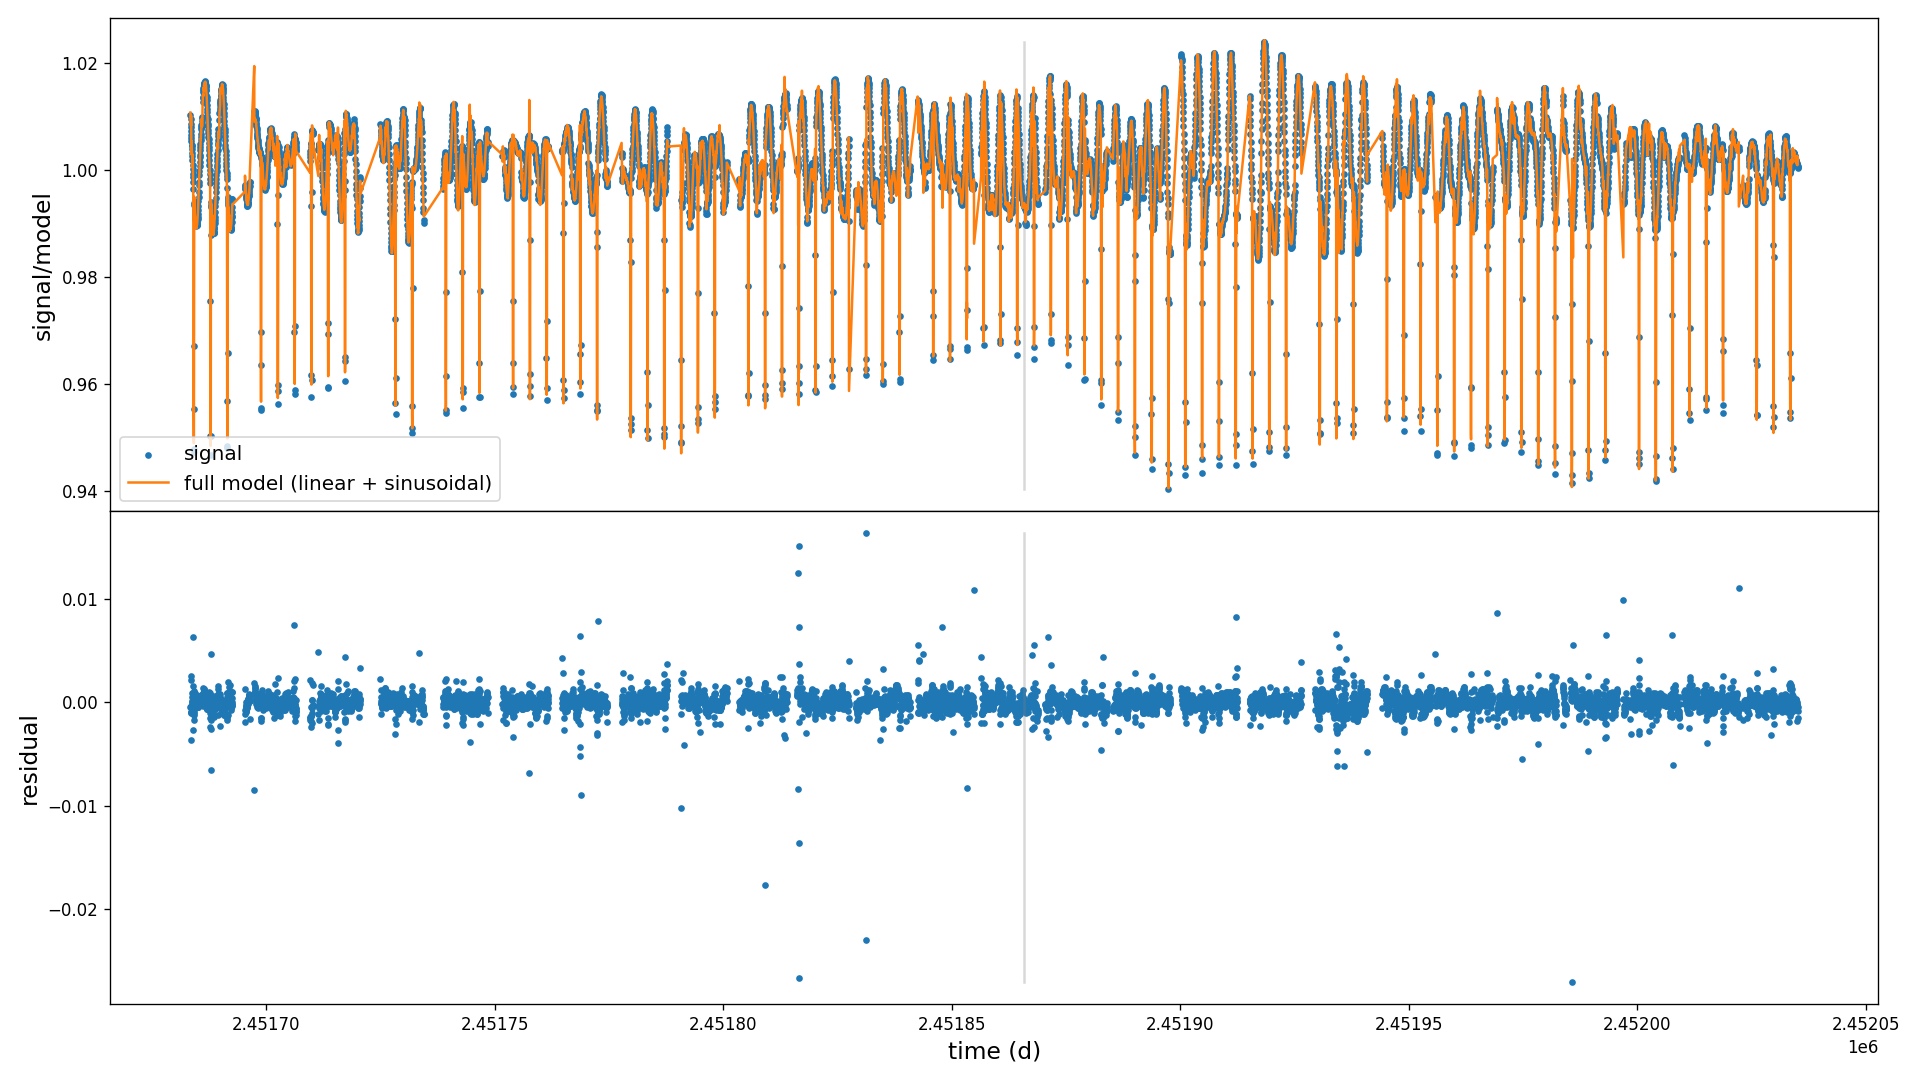 signal/model
1.02
1.00
0.98
0.96
0.94
signal
full model (linear + sinusoidal)
residual
0.01
0.00
−0.01
−0.02
2.45170
2.45175
2.45180
2.45185
2.45190
2.45195
2.45200
2.45205
time (d)
1e6